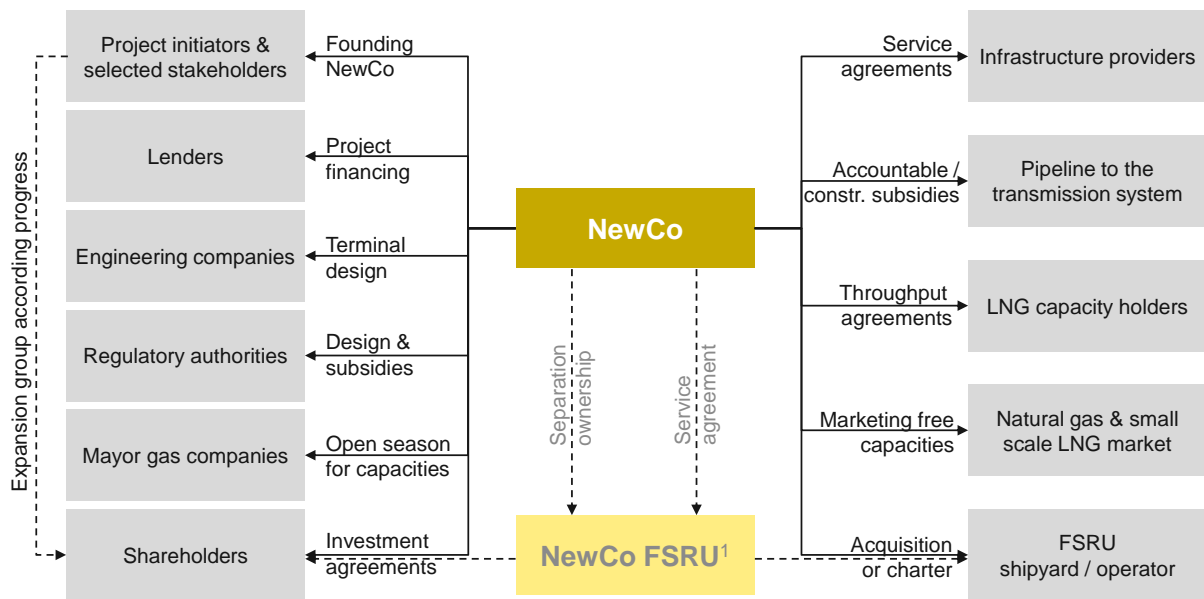 Expansion group according progress
Project initiators &
selected stakeholders
Founding
NewCo
Lenders
Project
financing
Engineering companies
Terminal
design
Regulatory authorities
Design &
subsidies
Mayor gas companies
Open season
for capacities
Shareholders
Investment
agreements
NewCo
Separation
ownership
Service
agreement
NewCo FSRU¹
Service
agreements
Infrastructure providers
Accountable /
constr. subsidies
Pipeline to the
transmission system
Throughput
agreements
LNG capacity holders
Marketing free
capacities
Natural gas & small
scale LNG market
Acquisition
or charter
FSRU
shipyard / operator